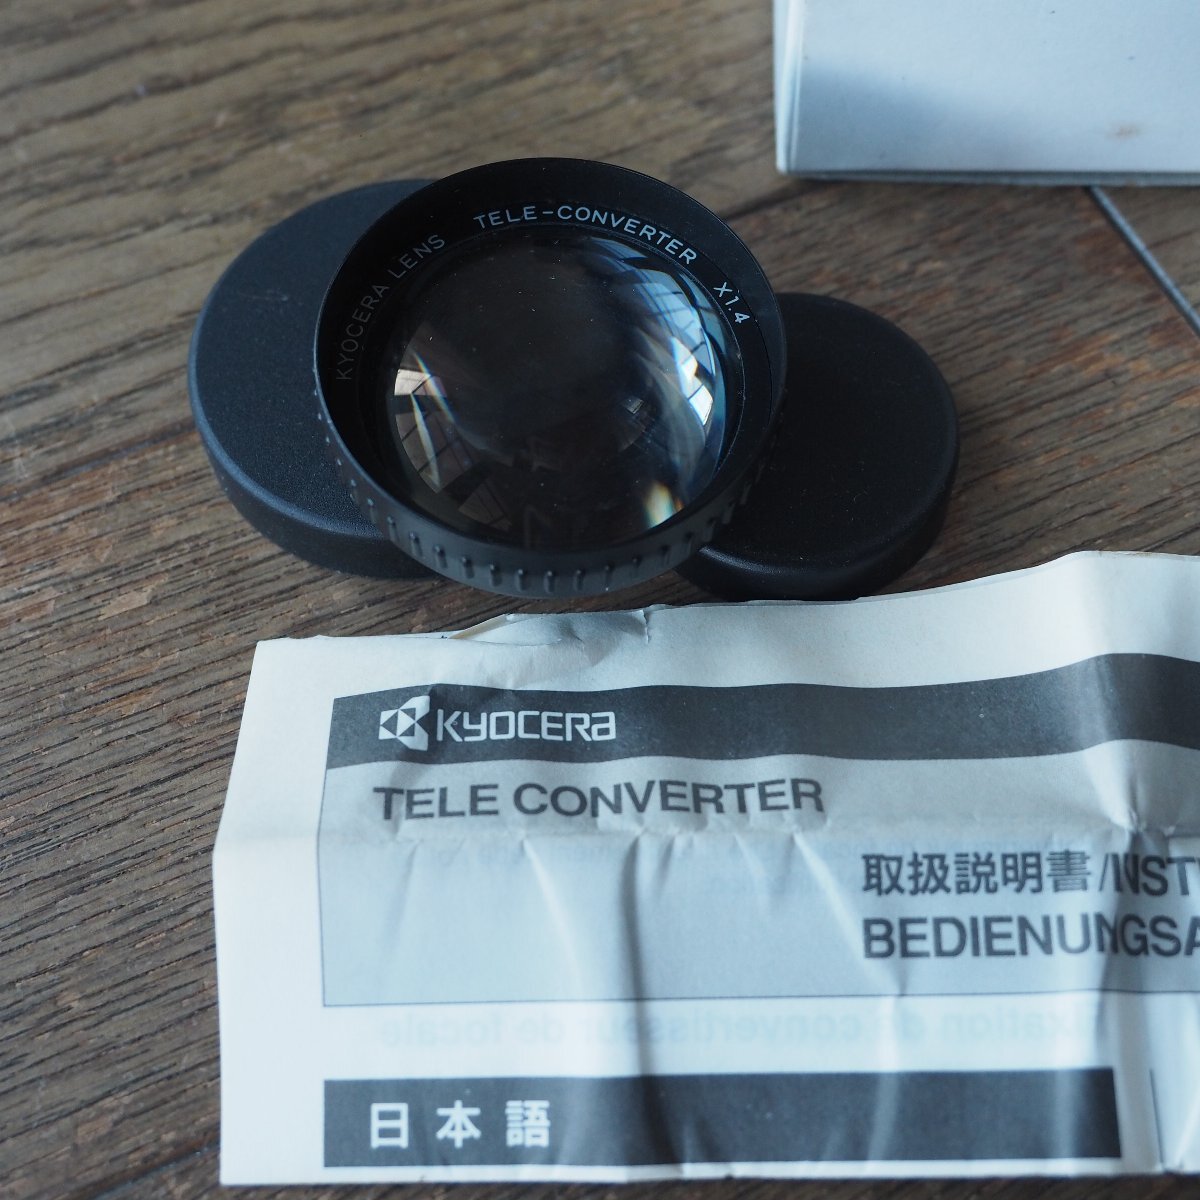 KYOCERA LENS TELE-CONVERTER X1.4
KYOCERA
TELE CONVERTER
取扱説明書/INST
BEDIENUNGSA
日本語